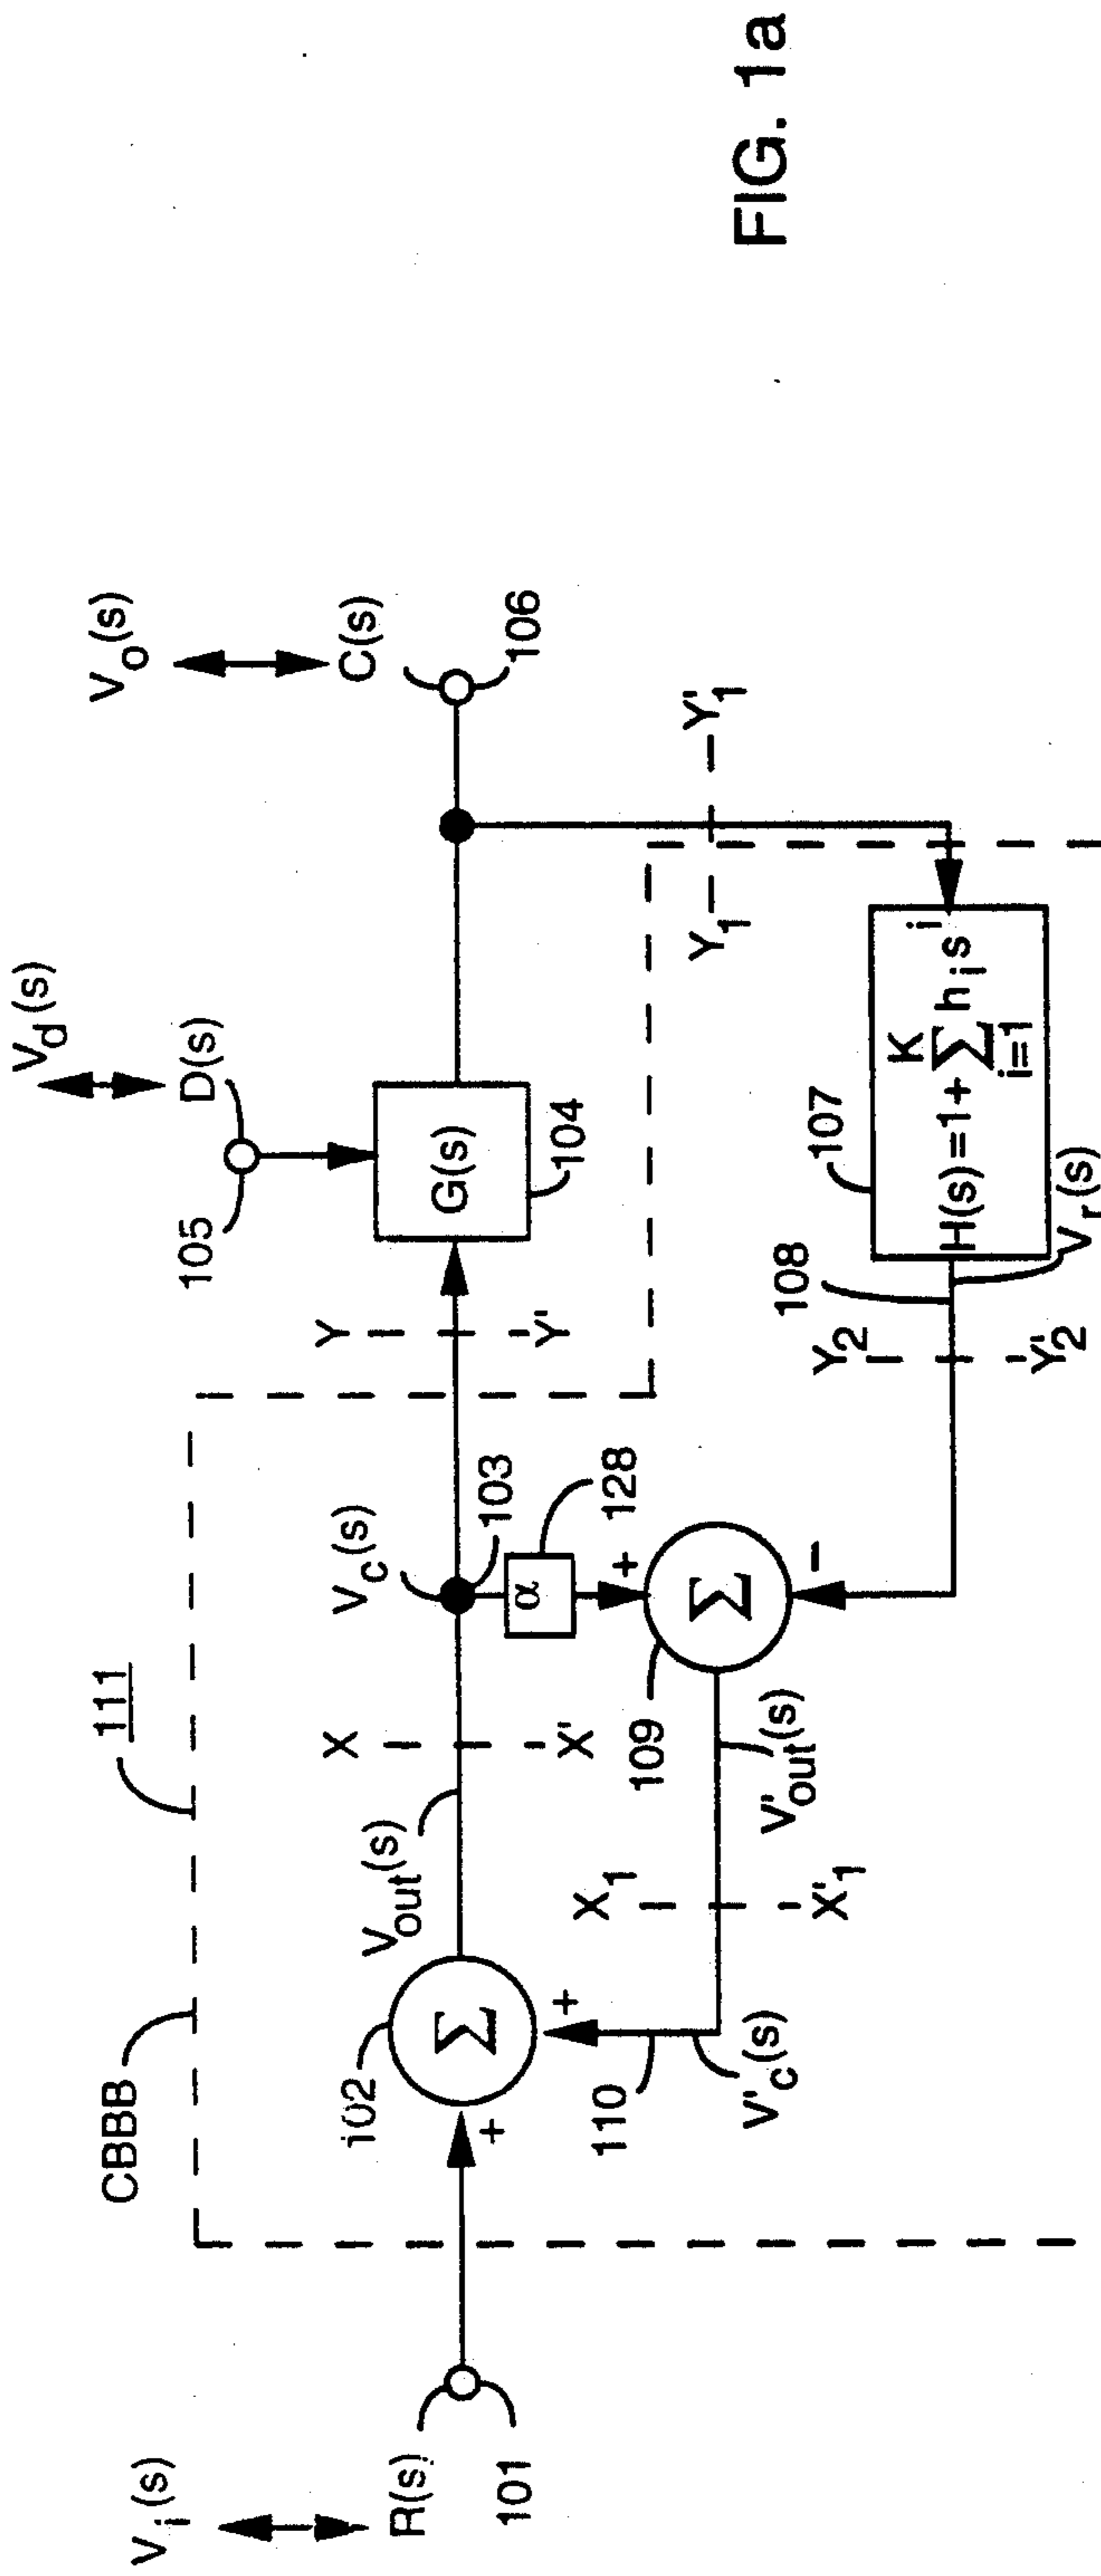 FIG. 1a
V_i(s)
R(s)
101
CBBB
111
102
+
+
V_out(s)
X
X'
V_c(s)
103
α
128
+
Σ
−
109
V'_out(s)
X_1
X'_1
110
V'_c(s)
Y
Y'
V_d(s)
D(s)
105
G(s)
104
V_o(s)
C(s)
106
Y_1
Y'_1
107
H(s) = 1 + Σ_{i=1}^{K} h_i s^i
108
V_r(s)
Y_2
Y'_2
Σ